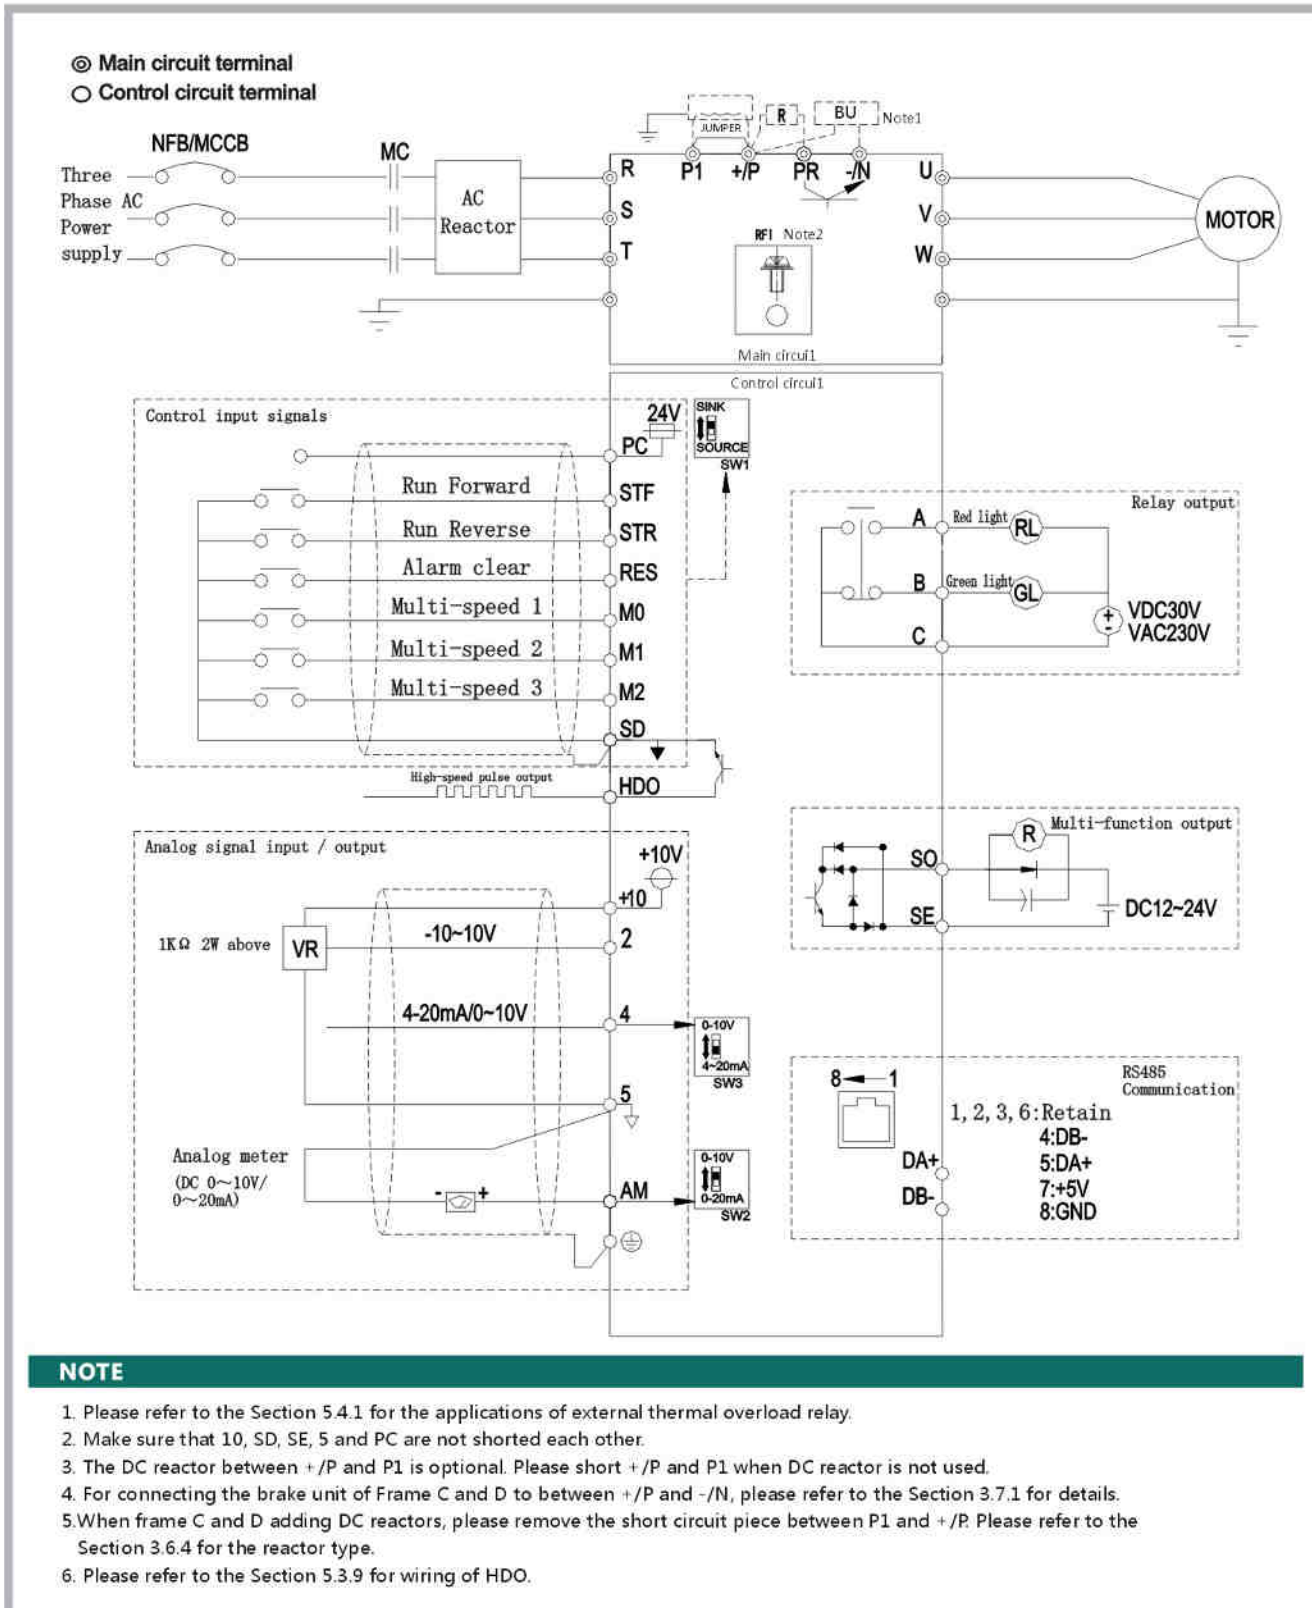 Main circuit terminal
Control circuit terminal
NFB/MCCB
MC
Three
Phase AC
Power
supply
AC
Reactor
JUMPER
R
BU
Note1
R
S
T
P1
+/P
PR
-/N
U
V
W
MOTOR
RFI Note2
Main circui1
Control circui1
Control input signals
24V
PC
SINK
SOURCE
SW1
Run Forward
STF
Run Reverse
STR
Alarm clear
RES
Multi-speed 1
M0
Multi-speed 2
M1
Multi-speed 3
M2
SD
High-speed pulse output
HDO
Relay output
A
Red light
RL
B
Green light
GL
C
+
-
VDC30V
VAC230V
Analog signal input / output
+10V
+10
1KΩ 2W above
VR
-10~10V
2
4-20mA/0~10V
4
0-10V
4~20mA
SW3
5
Analog meter
(DC 0~10V/
0~20mA)
- +
AM
0-10V
0-20mA
SW2
Multi-function output
R
SO
SE
DC12~24V
RS485
Communication
8 1
1, 2, 3, 6:Retain
4:DB-
5:DA+
7:+5V
8:GND
DA+
DB-
NOTE
1. Please refer to the Section 5.4.1 for the applications of external thermal overload relay.
2. Make sure that 10, SD, SE, 5 and PC are not shorted each other.
3. The DC reactor between +/P and P1 is optional. Please short +/P and P1 when DC reactor is not used.
4. For connecting the brake unit of Frame C and D to between +/P and -/N, please refer to the Section 3.7.1 for details.
5.When frame C and D adding DC reactors, please remove the short circuit piece between P1 and +/P. Please refer to the
Section 3.6.4 for the reactor type.
6. Please refer to the Section 5.3.9 for wiring of HDO.